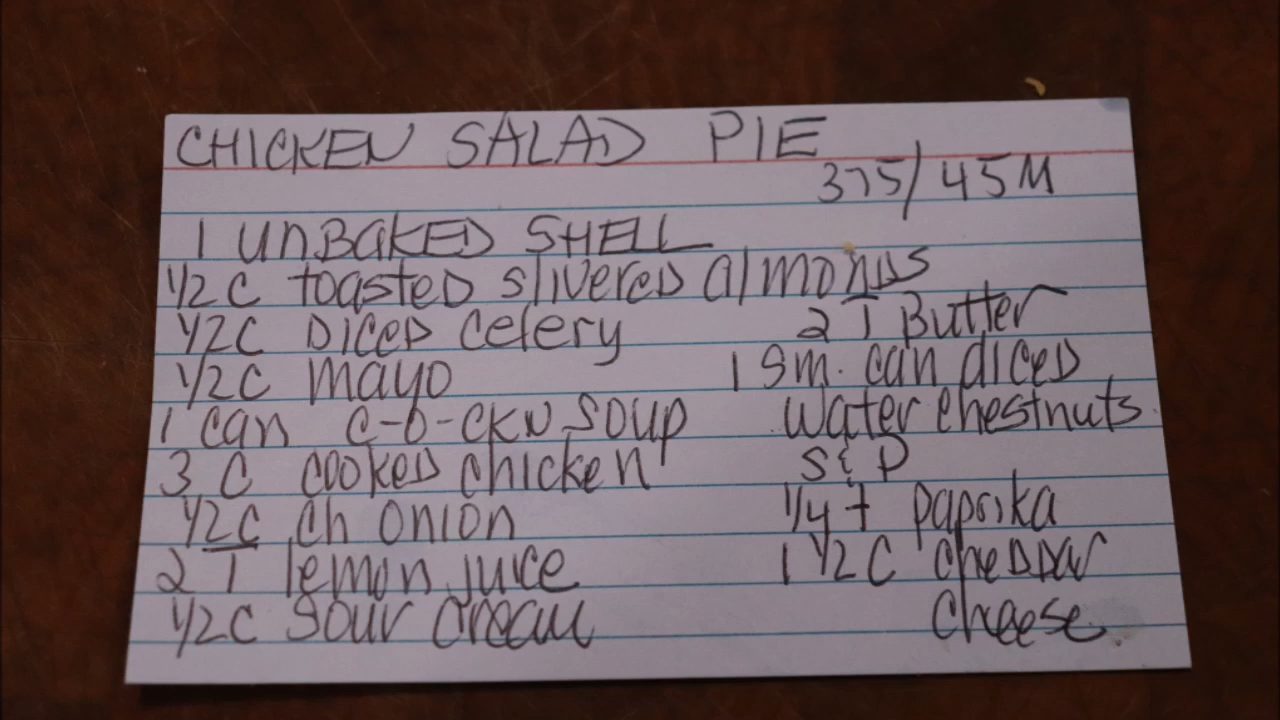 CHICKEN SALAD PIE
375/45M
1 UNBAKED SHELL
1/2 C toasted slivered almonds
1/2C DICED Celery
1/2C mayo
1 can C-O-CKN SOUP
3 C cooked chicken
1/2C Ch onion
2 T lemon juice
1/2C Sour Cream
2 T Butter
1 Sm. can diced
water chestnuts
S & P
1/4 t paprika
1 1/2 C Cheddar
Cheese